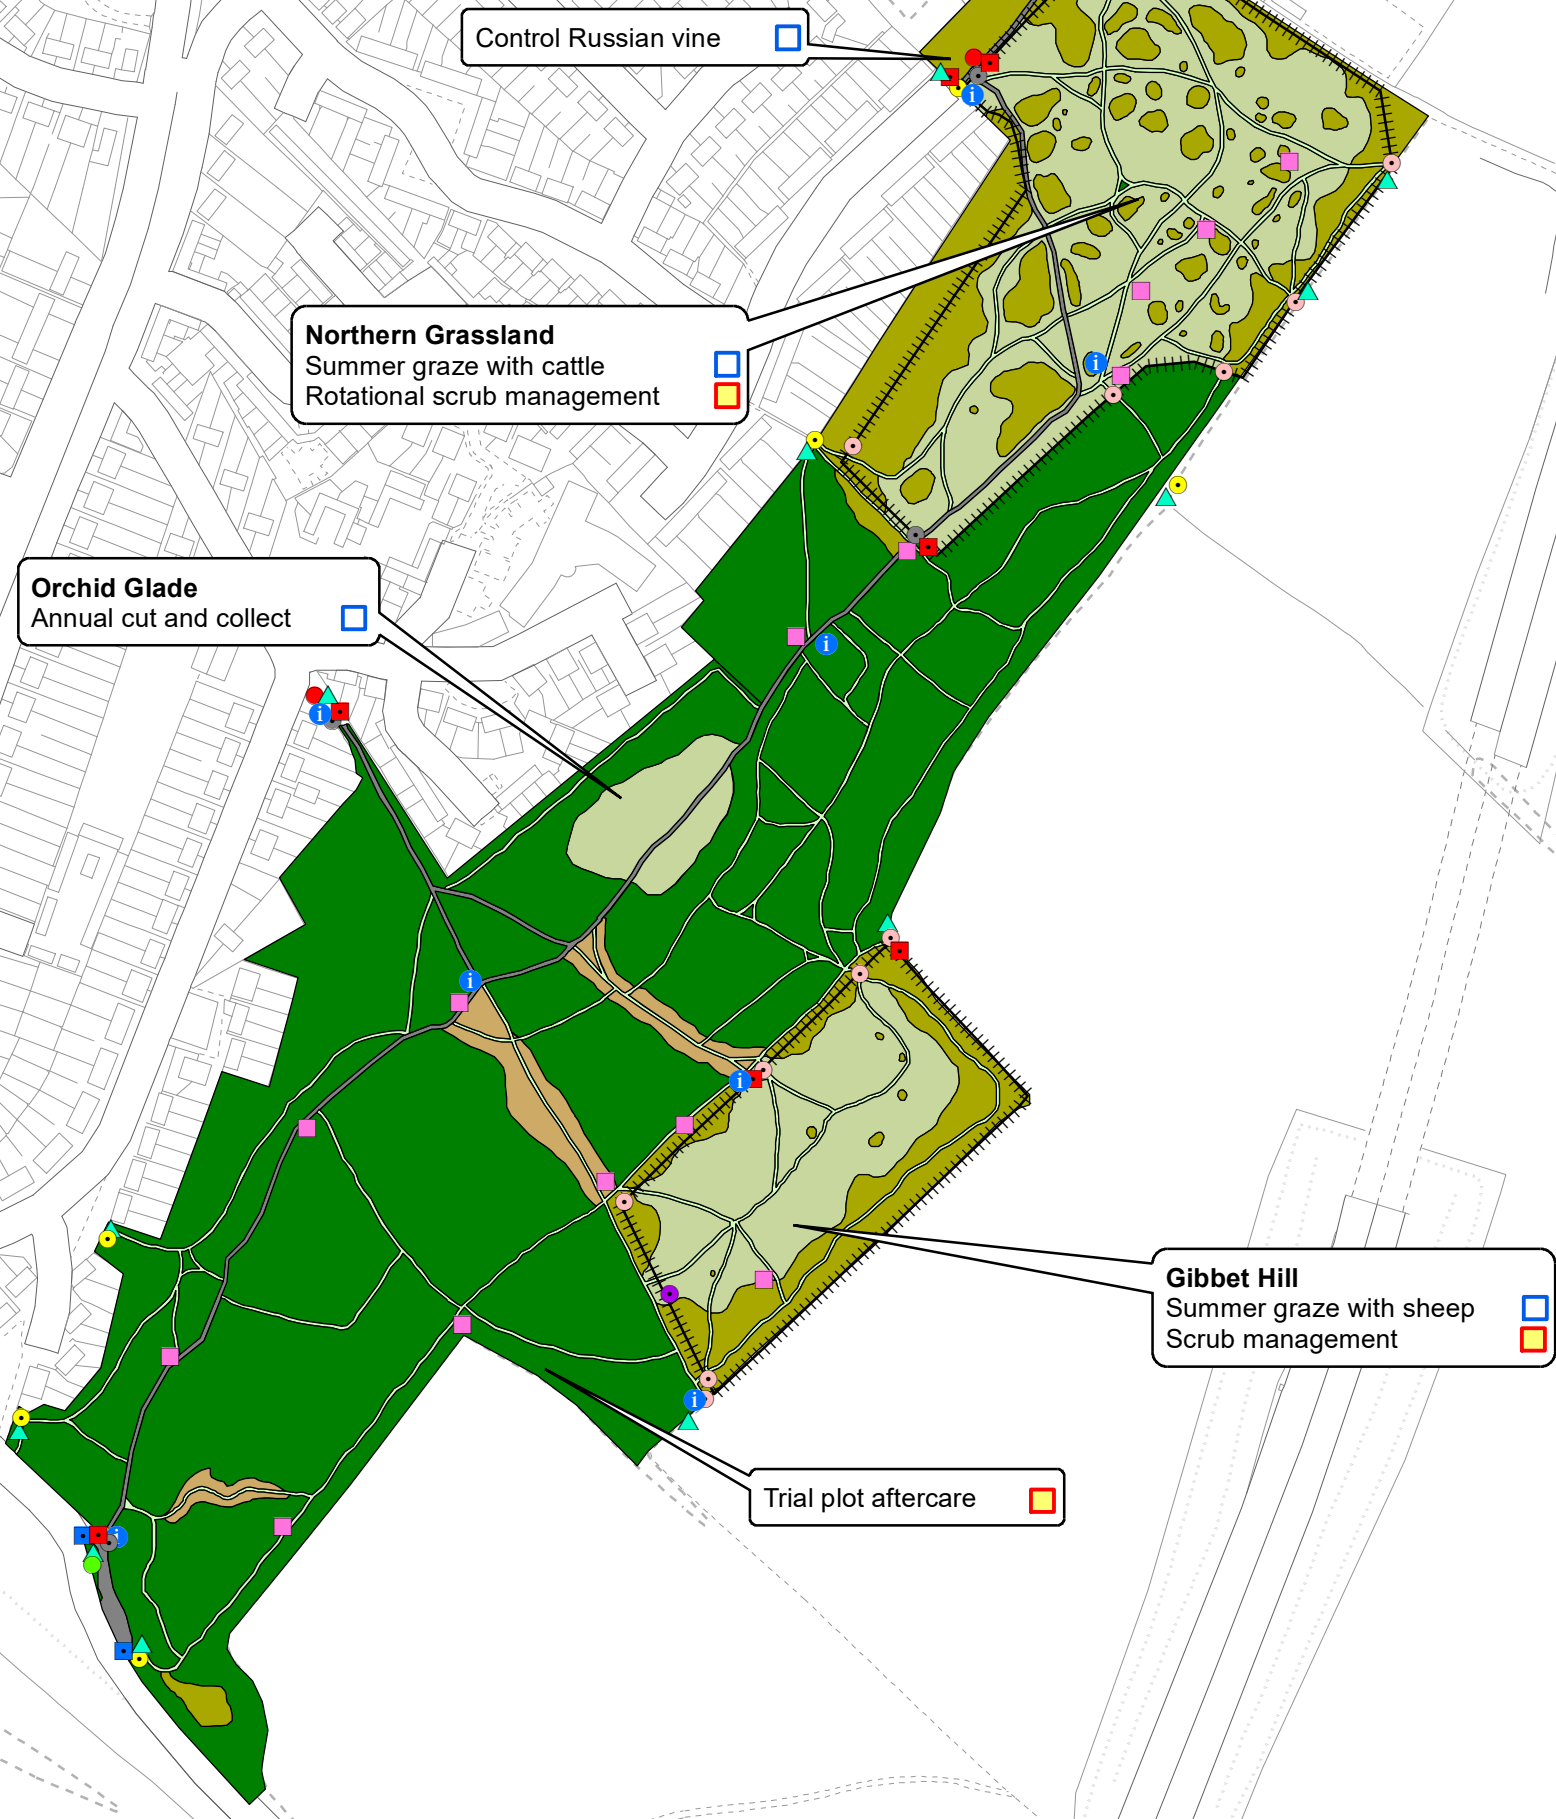 Control Russian vine
Northern Grassland
Summer graze with cattle
Rotational scrub management
Orchid Glade
Annual cut and collect
Gibbet Hill
Summer graze with sheep
Scrub management
Trial plot aftercare
i
i
i
i
i
i
i
i